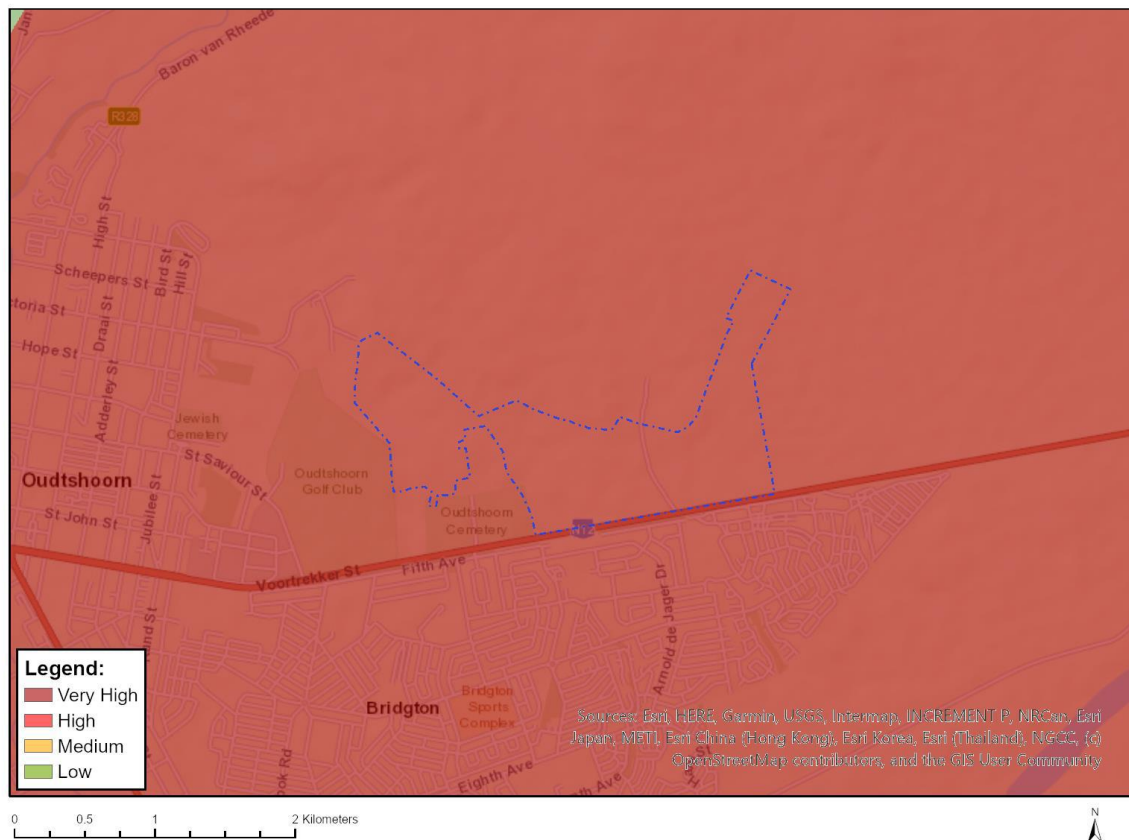 Baron van Rheede
R328
High St
Bird St
Hill St
Scheepers St
ctoria St
Draai St
Hope St
Adderley St
Jewish
Cemetery
St Saviour St
Oudtshoorn
Golf Club
Oudtshoorn
Jubilee St
St John St
Oudtshoorn
Cemetery
Voortrekker St
Fifth Ave
Arnold de Jager Dr
Bridgton
Bridgton
Sports
Complex
Eighth Ave
Legend:
Very High
High
Medium
Low
Sources: Esri, HERE, Garmin, USGS, Intermap, INCREMENT P, NRCan, Esri
Japan, METI, Esri China (Hong Kong), Esri Korea, Esri (Thailand), NGCC, (c)
OpenStreetMap contributors, and the GIS User Community
0 0.5 1 2 Kilometers
N